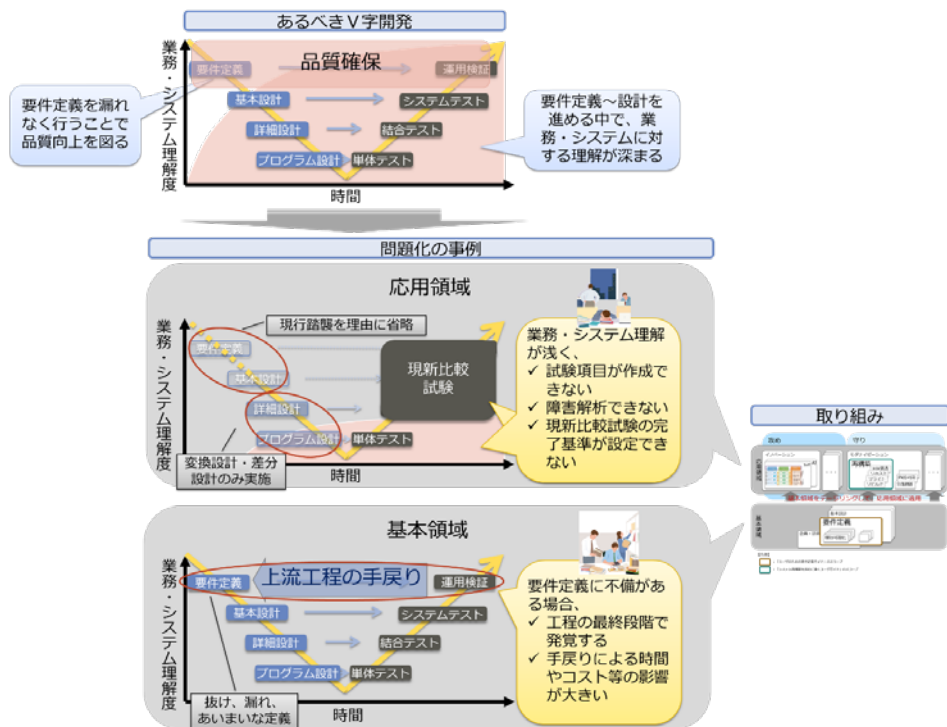 あるべきV字開発
業務・システム理解度
品質確保
要件定義
運用検証
基本設計
システムテスト
詳細設計
結合テスト
プログラム設計
単体テスト
時間
要件定義を漏れ
なく行うことで
品質向上を図る
要件定義～設計を
進める中で、業
務・システムに対
する理解が深まる
問題化の事例
応用領域
業務・システム理解度
現行踏襲を理由に省略
要件定義
基本設計
詳細設計
プログラム設計
単体テスト
現新比較
試験
変換設計・差分
設計のみ実施
時間
業務・システム理解
が浅く、
✓ 試験項目が作成で
きない
✓ 障害解析できない
✓ 現新比較試験の完
了基準が設定でき
ない
基本領域
業務・システム理解度
要件定義
上流工程の手戻り
運用検証
基本設計
システムテスト
詳細設計
結合テスト
プログラム設計
単体テスト
抜け、漏れ、
あいまいな定義
時間
要件定義に不備があ
る場合、
✓ 工程の最終段階で
発覚する
✓ 手戻りによる時間
やコスト等の影響
が大きい
取り組み
攻め
守り
応用領域
基本領域
要件定義